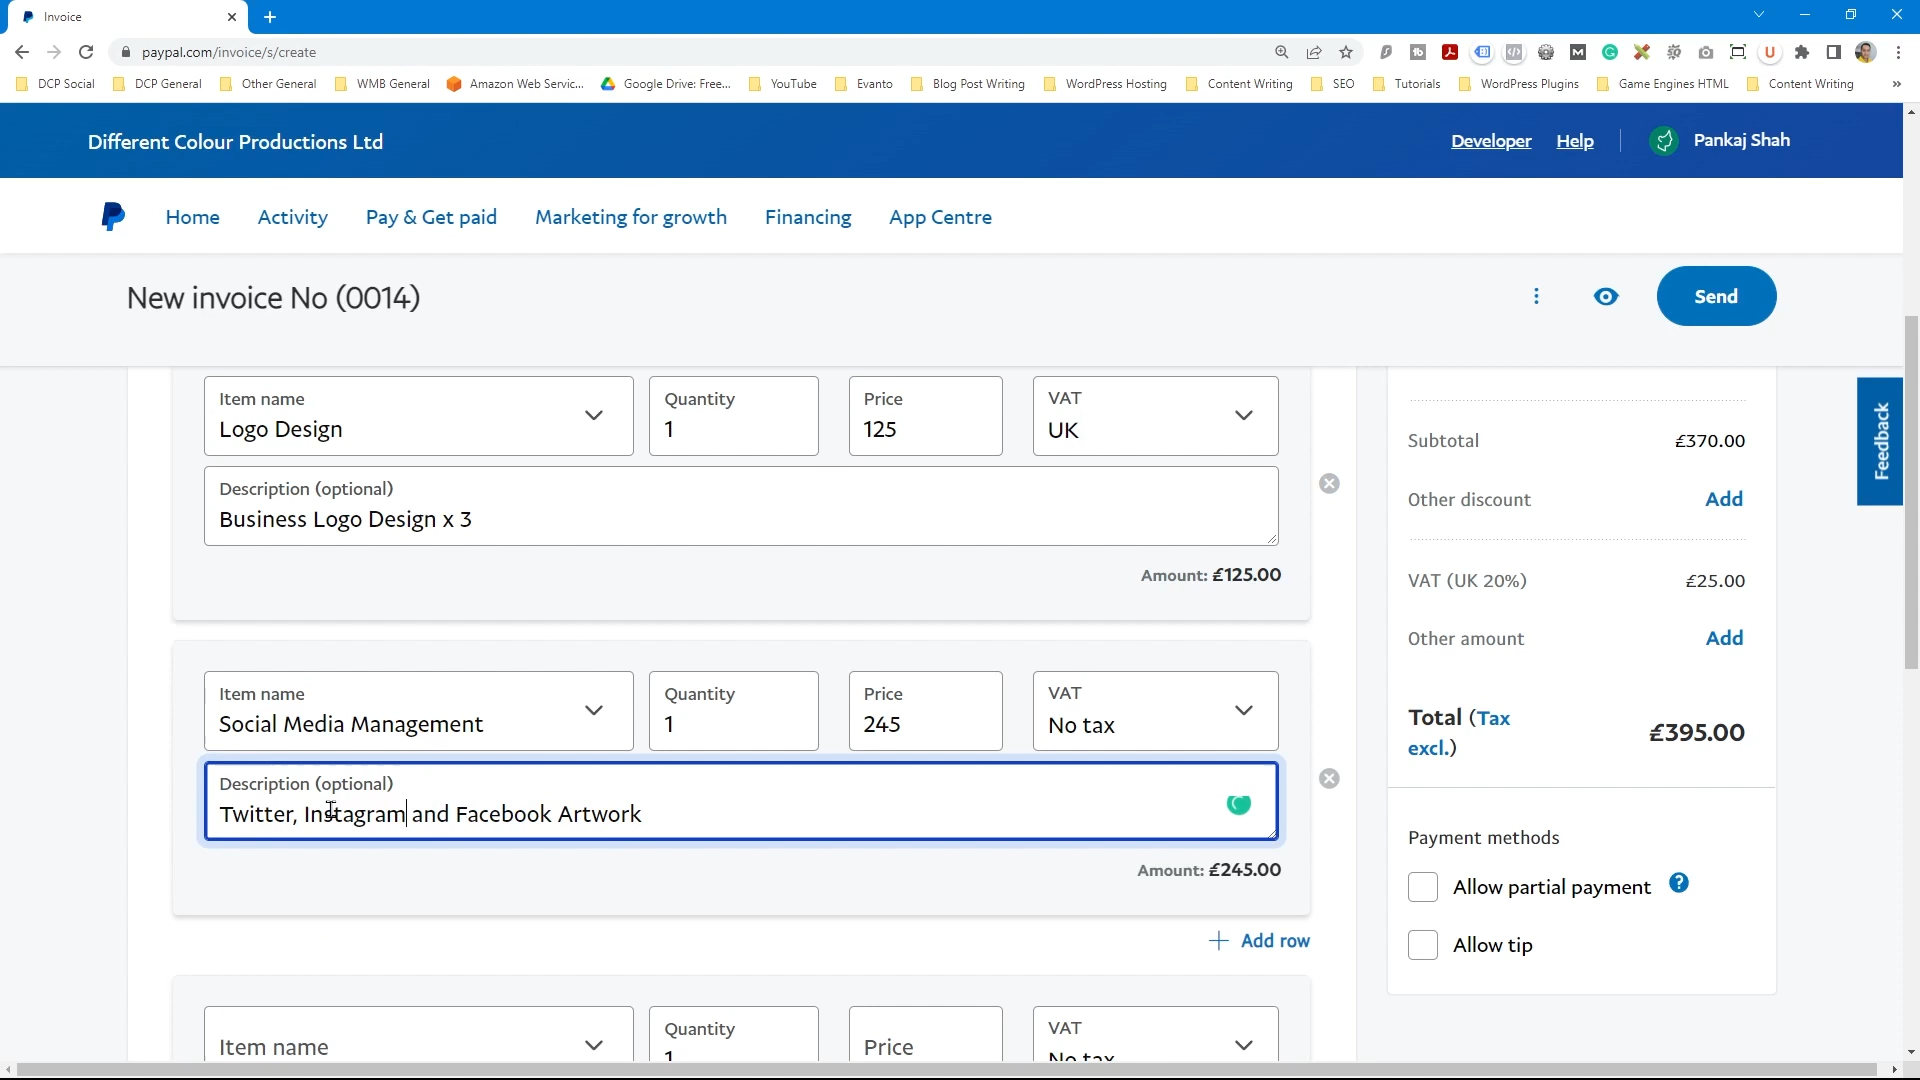 Invoice
paypal.com/invoice/s/create
DCP Social
DCP General
Other General
WMB General
Amazon Web Servic...
Google Drive: Free...
YouTube
Evanto
Blog Post Writing
WordPress Hosting
Content Writing
SEO
Tutorials
WordPress Plugins
Game Engines HTML
Content Writing
»
Different Colour Productions Ltd
Developer
Help
Pankaj Shah
Home
Activity
Pay & Get paid
Marketing for growth
Financing
App Centre
New invoice No (0014)
Send
Item name
Logo Design
Quantity
1
Price
125
VAT
UK
Description (optional)
Business Logo Design x 3
Amount: £125.00
Item name
Social Media Management
Quantity
1
Price
245
VAT
No tax
Description (optional)
Twitter, Instagram and Facebook Artwork
Amount: £245.00
Add row
Item name
Quantity
1
Price
VAT
No tax
Subtotal
£370.00
Other discount
Add
VAT (UK 20%)
£25.00
Other amount
Add
Total (Tax
excl.)
£395.00
Payment methods
Allow partial payment
?
Allow tip
Feedback